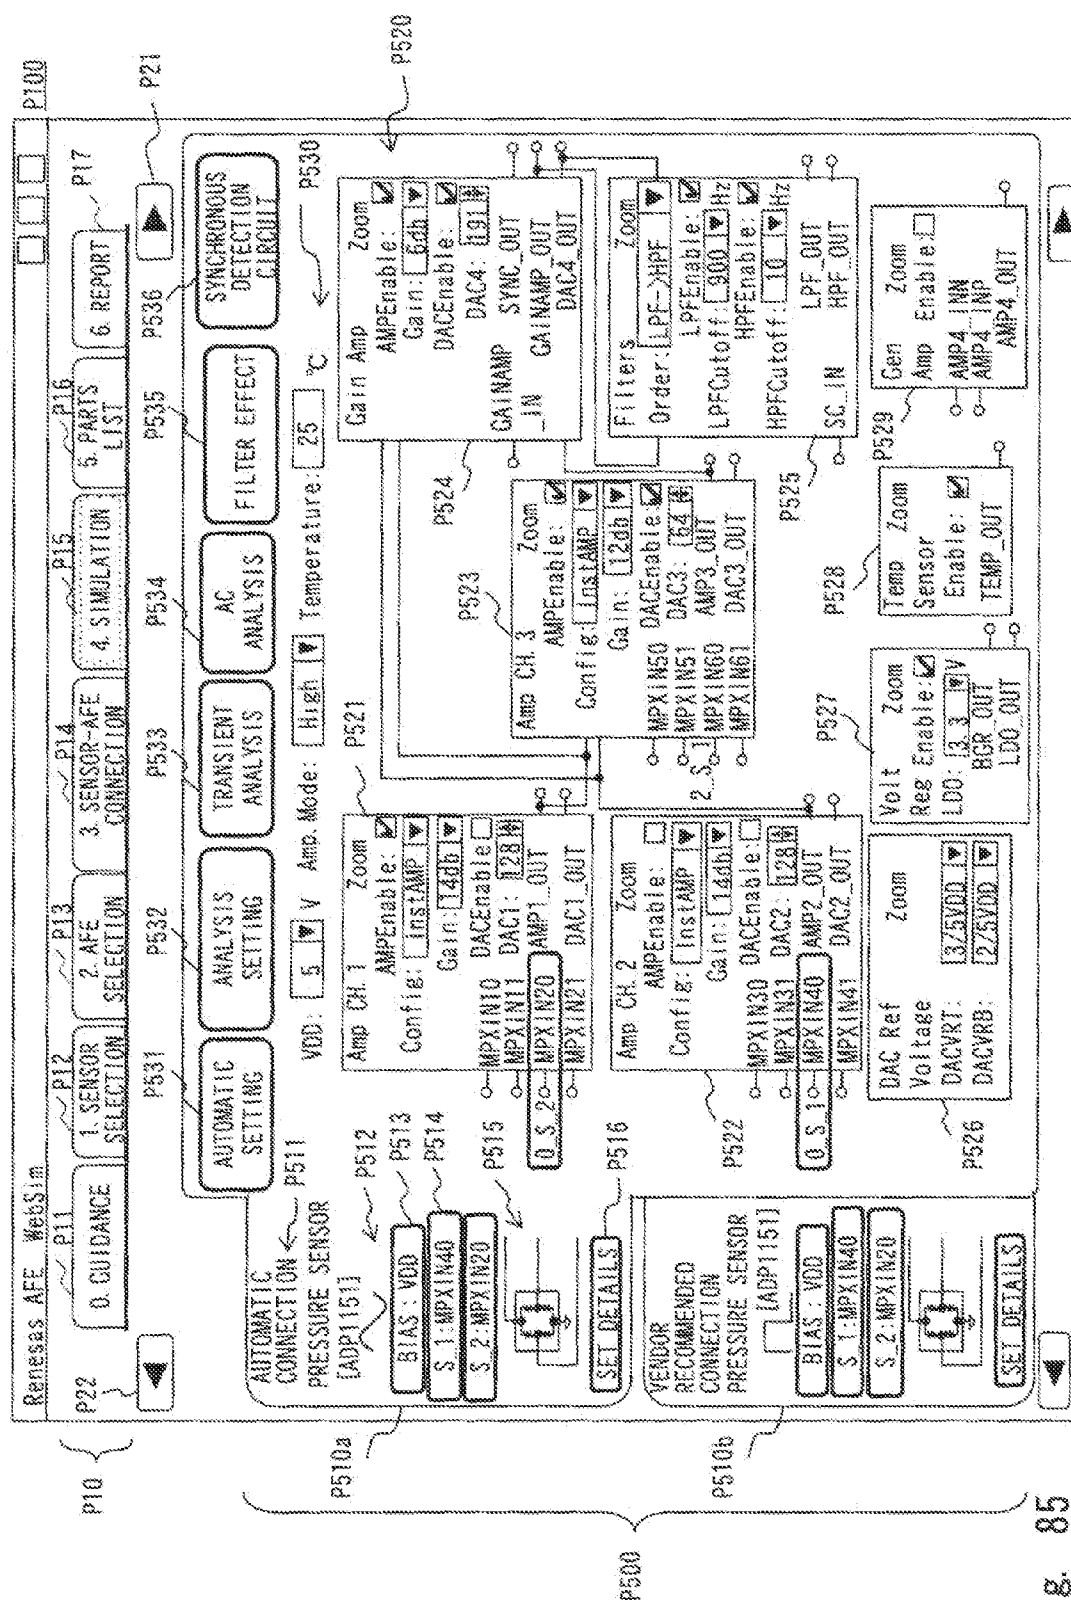 Renesas AFE WebSim
P100
P10
P22
P11
P12
P13
P14
P15
P16
P17
P21
0. GUIDANCE
1. SENSOR
SELECTION
2. AFE
SELECTION
3. SENSOR-AFE
CONNECTION
4. SIMULATION
5. PARTS
LIST
6. REPORT
P531
P532
P533
P534
P535
P536
AUTOMATIC
SETTING
ANALYSIS
SETTING
TRANSIENT
ANALYSIS
AC
ANALYSIS
FILTER EFFECT
SYNCHRONOUS
DETECTION
CIRCUIT
VDD: 5 V Amp. Mode: High Temperature: 25 ℃
P530
P520
P500
P510a
AUTOMATIC
CONNECTION
PRESSURE SENSOR
[ADP1151]
P511
P512
BIAS:VDD
P513
S_1:MPXIN40
P514
S_2:MPXIN20
P515
SET DETAILS
P516
P510b
VENDOR
RECOMMENDED
CONNECTION
PRESSURE SENSOR
[ADP1151]
BIAS:VDD
S_1:MPXIN40
S_2:MPXIN20
SET DETAILS
P521
Amp CH.1 Zoom
AMPEnable:
Config: InstAMP
Gain: 14db
DACEnable
MPXIN10 DAC1: 128
MPXIN11 AMP1_OUT
0_S_2 MPXIN20
MPXIN21 DAC1_OUT
P522
Amp CH.2 Zoom
AMPEnable:
Config: InstAMP
Gain: 14db
MPXIN30 DACEnable:
MPXIN31 DAC2: 128
0_S_1 MPXIN40 AMP2_OUT
MPXIN41 DAC2_OUT
P523
Amp CH.3 Zoom
AMPEnable:
Config: InstAMP
Gain: 12db
MPXIN50 DACEnable
MPXIN51 DAC3: 64
MPXIN60 AMP3_OUT
2_S_1
MPXIN61 DAC3_OUT
P524
Gain Amp Zoom
AMPEnable:
Gain: 6db
DACEnable
DAC4: 191
GAINAMP
_IN
SYNC_OUT
GAINAMP_OUT
DAC4_OUT
P525
Filters Zoom
Order: LPF->HPF
LPFEnable:
LPFCutoff: 900 Hz
HPFEnable:
HPFCutoff: 10 Hz
LPF_OUT
SC_IN HPF_OUT
P526
DAC Ref Zoom
Voltage
DACVRT: 3/5VDD
DACVRB: 2/5VDD
P527
Volt Zoom
Reg Enable:
LDO: 3.3 V
BGR_OUT
LDO_OUT
P528
Temp Zoom
Sensor
Enable:
TEMP_OUT
P529
Gen Zoom
Amp Enable:
AMP4_INN
AMP4_INP
AMP4_OUT
g. 85